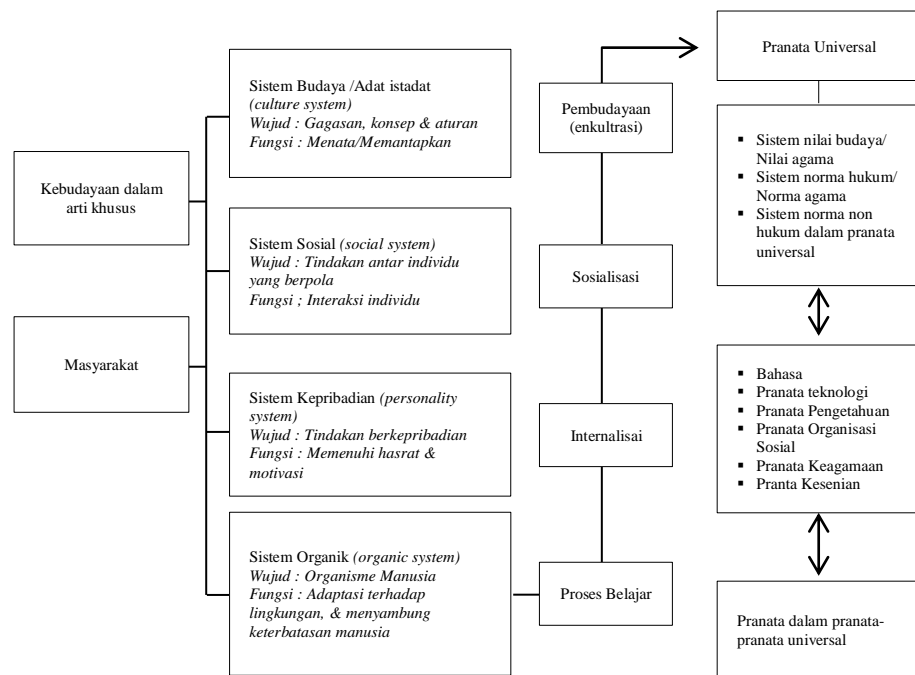 Kebudayaan dalam
arti khusus
Masyarakat
Sistem Budaya /Adat istadat
(culture system)
Wujud : Gagasan, konsep & aturan
Fungsi : Menata/Memantapkan
Sistem Sosial (social system)
Wujud : Tindakan antar individu
yang berpola
Fungsi ; Interaksi individu
Sistem Kepribadian (personality
system)
Wujud : Tindakan berkepribadian
Fungsi : Memenuhi hasrat &
motivasi
Sistem Organik (organic system)
Wujud : Organisme Manusia
Fungsi : Adaptasi terhadap
lingkungan, & menyambung
keterbatasan manusia
Pembudayaan
(enkultrasi)
Sosialisasi
Internalisai
Proses Belajar
Pranata Universal
▪ Sistem nilai budaya/
Nilai agama
▪ Sistem norma hukum/
Norma agama
▪ Sistem norma non
hukum dalam pranata
universal
▪ Bahasa
▪ Pranata teknologi
▪ Pranata Pengetahuan
▪ Pranata Organisasi
Sosial
▪ Pranata Keagamaan
▪ Pranta Kesenian
Pranata dalam pranata-
pranata universal